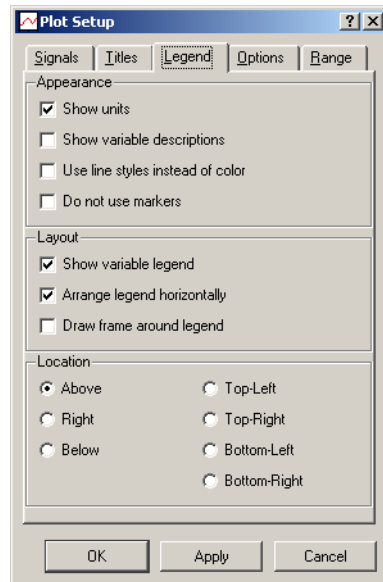 Plot Setup
Signals Titles Legend Options Range
Appearance
Show units
Show variable descriptions
Use line styles instead of color
Do not use markers
Layout
Show variable legend
Arrange legend horizontally
Draw frame around legend
Location
Above Top-Left
Right Top-Right
Below Bottom-Left
Bottom-Right
OK Apply Cancel